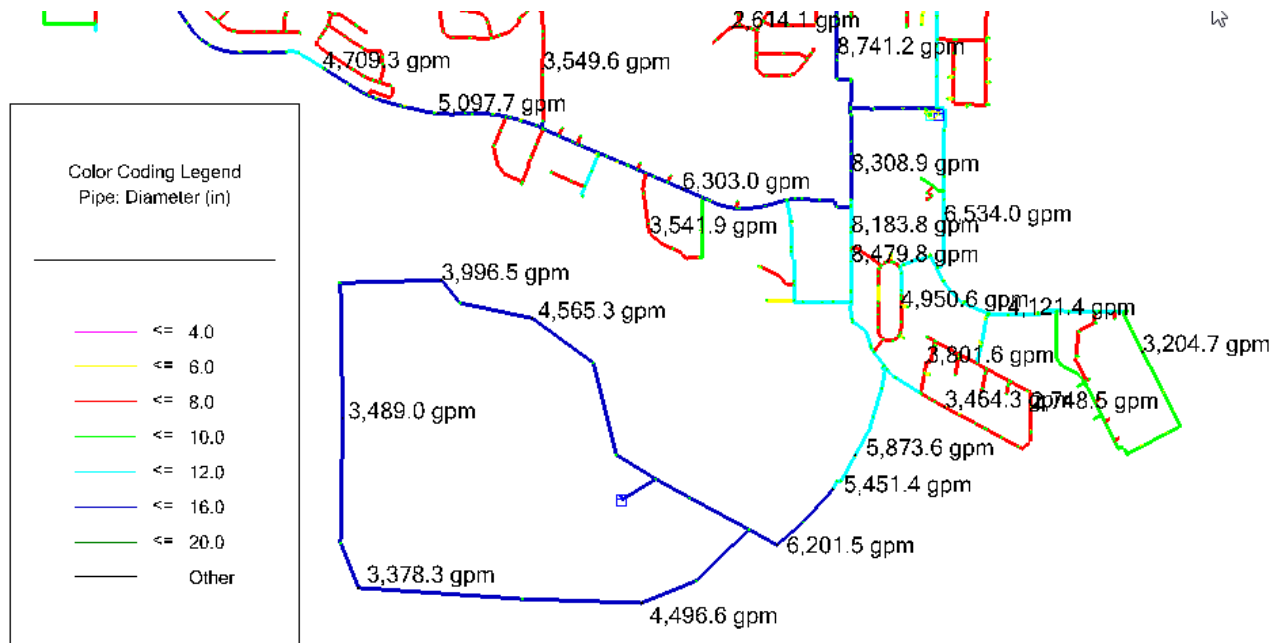 2,614.1 gpm
8,741.2 gpm
4,709.3 gpm
3,549.6 gpm
5,097.7 gpm
8,308.9 gpm
6,303.0 gpm
6,534.0 gpm
3,541.9 gpm
8,183.8 gpm
8,479.8 gpm
3,996.5 gpm
4,565.3 gpm
4,950.6 gpm
4,121.4 gpm
3,204.7 gpm
3,801.6 gpm
3,489.0 gpm
3,464.3 gpm
2,748.5 gpm
5,873.6 gpm
5,451.4 gpm
6,201.5 gpm
3,378.3 gpm
4,496.6 gpm
Color Coding Legend
Pipe: Diameter (in)
<= 4.0
<= 6.0
<= 8.0
<= 10.0
<= 12.0
<= 16.0
<= 20.0
Other